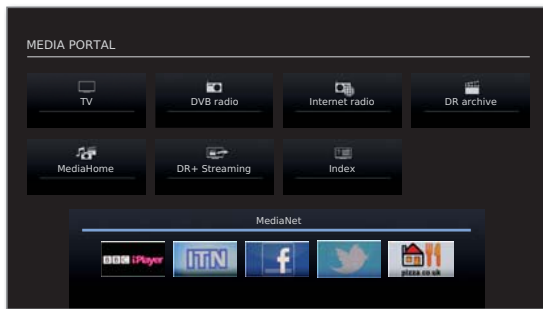 MEDIA PORTAL
TV
DVB radio
Internet radio
DR archive
MediaHome
DR+ Streaming
Index
MediaNet
BBC iPlayer
ITN
f
pizza.co.uk